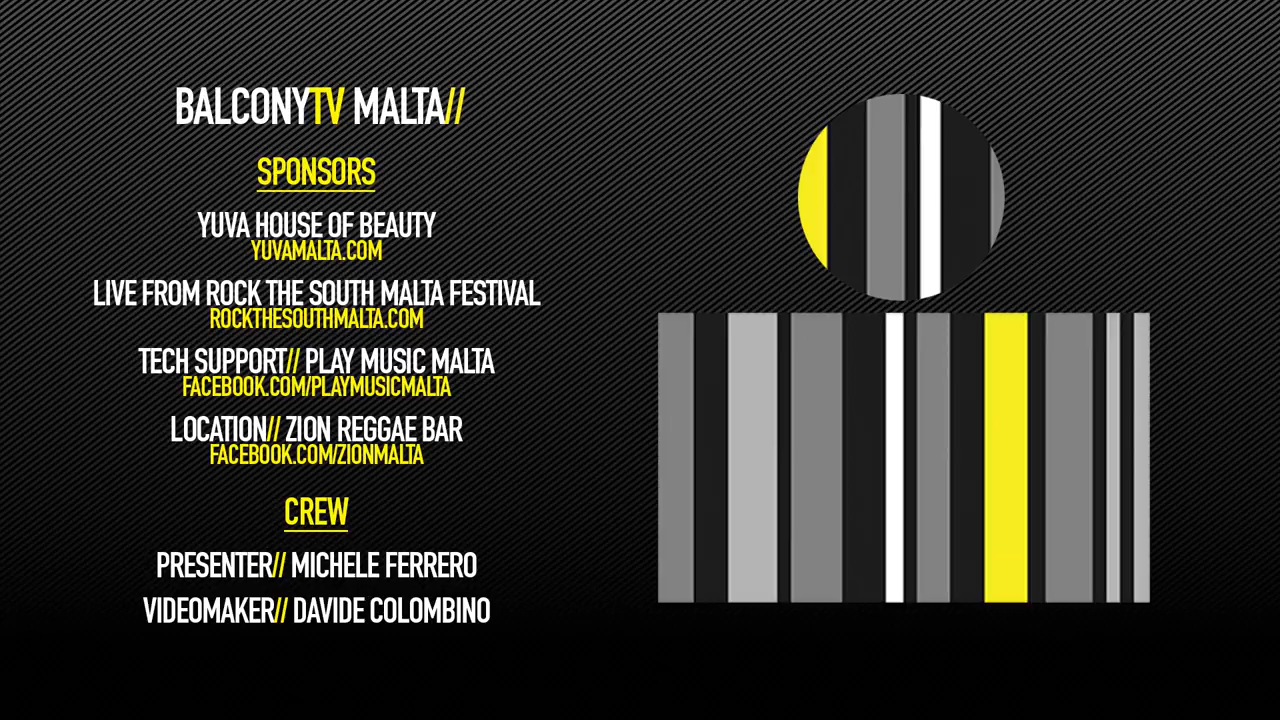 BALCONYTV MALTA//
SPONSORS
YUVA HOUSE OF BEAUTY
YUVAMALTA.COM
LIVE FROM ROCK THE SOUTH MALTA FESTIVAL
ROCKTHESOUTHMALTA.COM
TECH SUPPORT// PLAY MUSIC MALTA
FACEBOOK.COM/PLAYMUSICMALTA
LOCATION// ZION REGGAE BAR
FACEBOOK.COM/ZIONMALTA
CREW
PRESENTER// MICHELE FERRERO
VIDEOMAKER// DAVIDE COLOMBINO